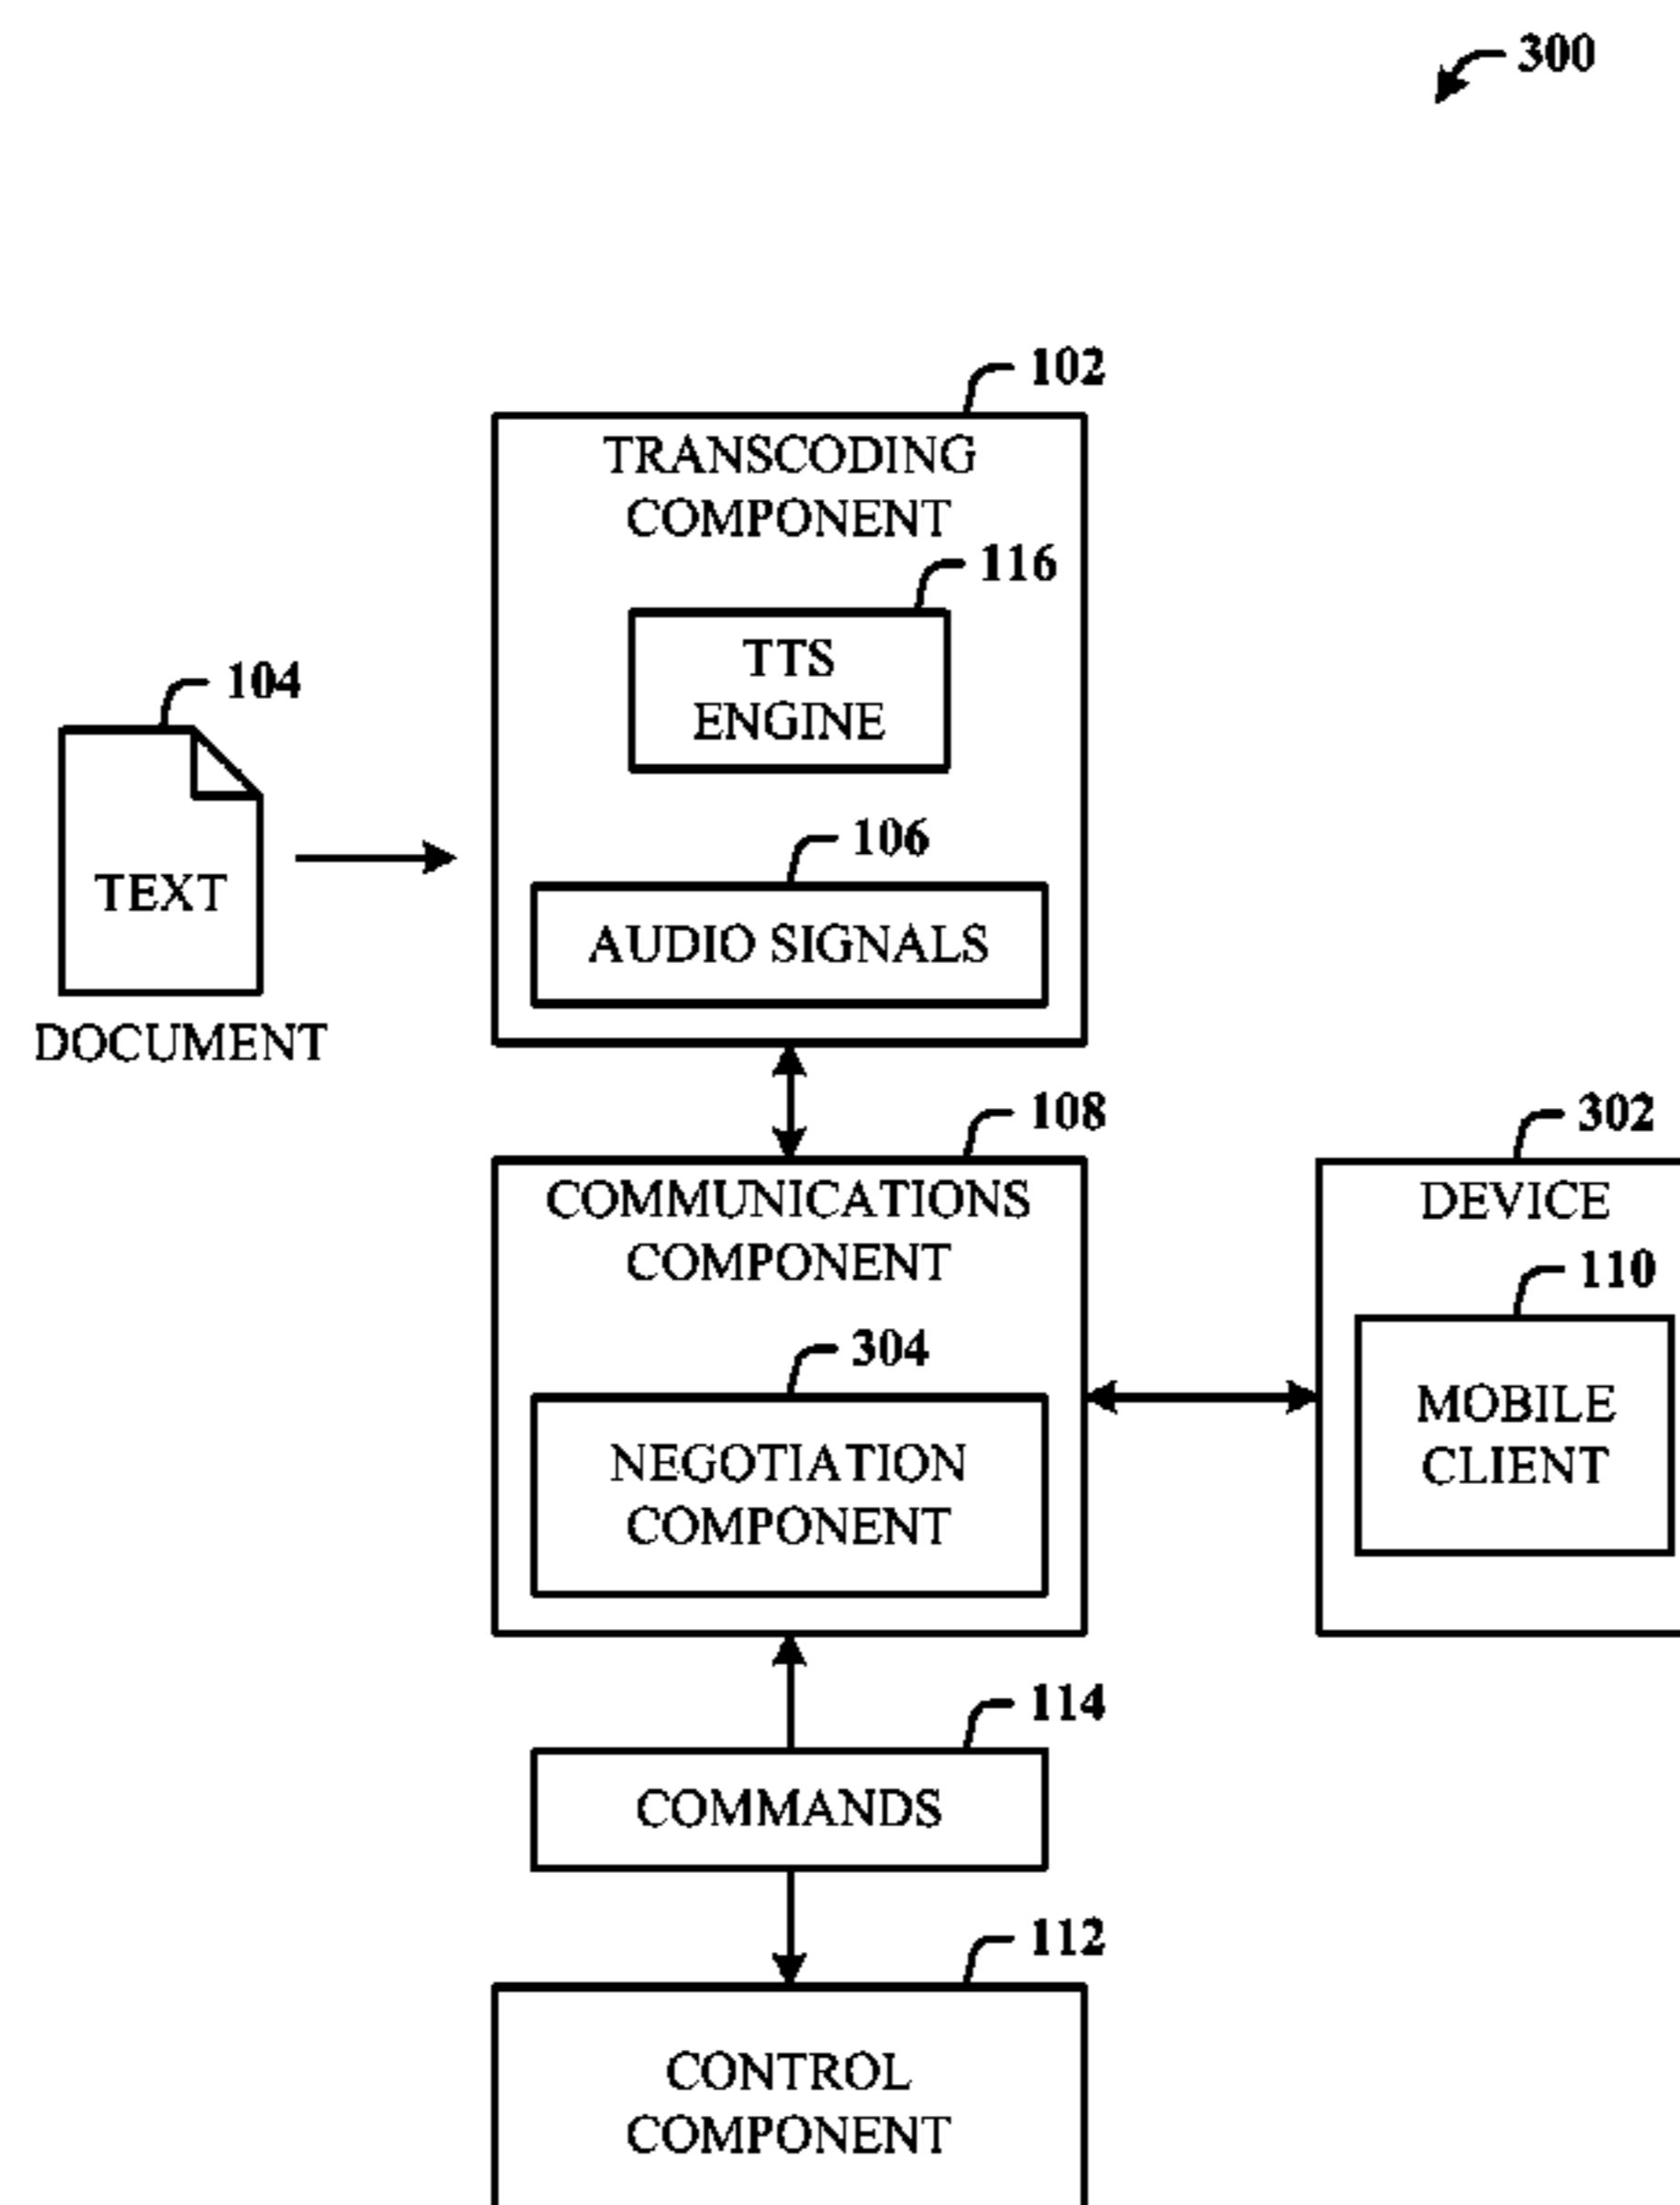 300
102
TRANSCODING
COMPONENT
116
TTS
ENGINE
104
TEXT
DOCUMENT
106
AUDIO SIGNALS
108
COMMUNICATIONS
COMPONENT
304
NEGOTIATION
COMPONENT
302
DEVICE
110
MOBILE
CLIENT
114
COMMANDS
112
CONTROL
COMPONENT